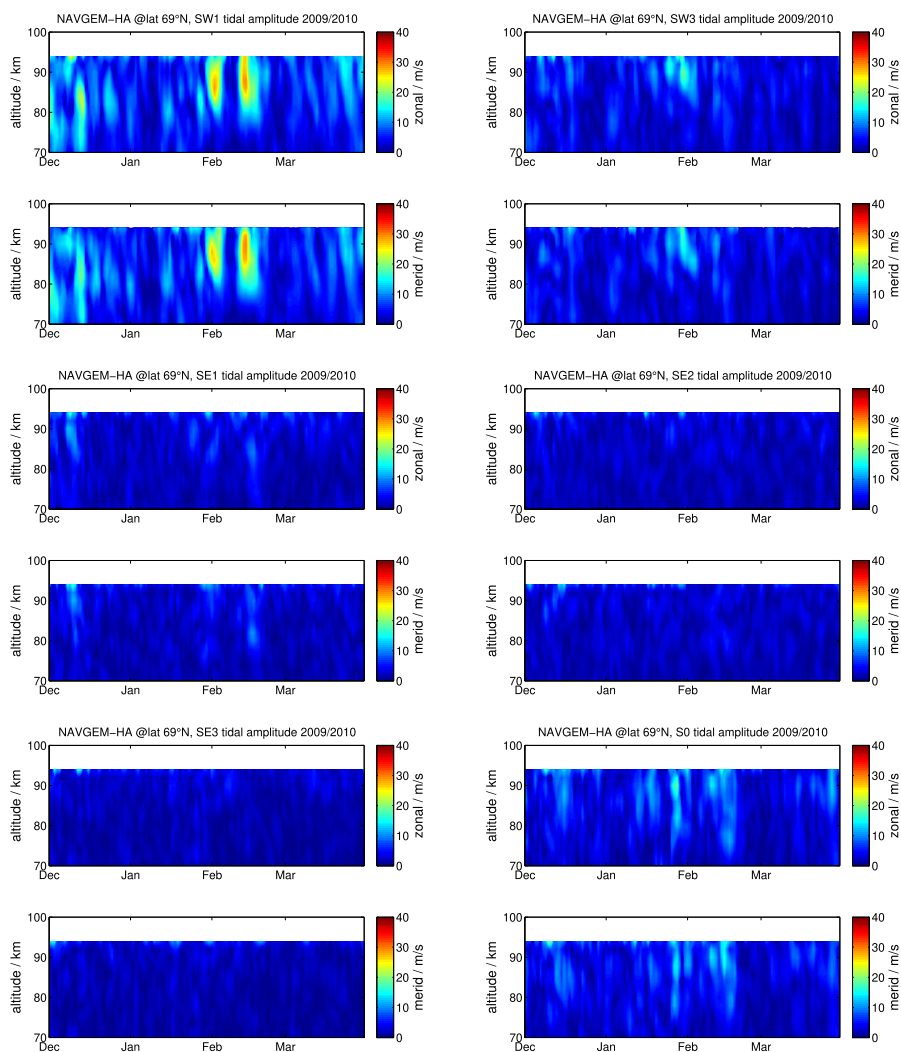 NAVGEM−HA @lat 69°N, SW1 tidal amplitude 2009/2010
100
90
80
70
altitude / km
Dec Jan Feb Mar
40
30
20
10
0
zonal / m/s
NAVGEM−HA @lat 69°N, SW3 tidal amplitude 2009/2010
100
90
80
70
altitude / km
Dec Jan Feb Mar
40
30
20
10
0
zonal / m/s
100
90
80
70
altitude / km
Dec Jan Feb Mar
40
30
20
10
0
merid / m/s
100
90
80
70
altitude / km
Dec Jan Feb Mar
40
30
20
10
0
merid / m/s
NAVGEM−HA @lat 69°N, SE1 tidal amplitude 2009/2010
100
90
80
70
altitude / km
Dec Jan Feb Mar
40
30
20
10
0
zonal / m/s
NAVGEM−HA @lat 69°N, SE2 tidal amplitude 2009/2010
100
90
80
70
altitude / km
Dec Jan Feb Mar
40
30
20
10
0
zonal / m/s
100
90
80
70
altitude / km
Dec Jan Feb Mar
40
30
20
10
0
merid / m/s
100
90
80
70
altitude / km
Dec Jan Feb Mar
40
30
20
10
0
merid / m/s
NAVGEM−HA @lat 69°N, SE3 tidal amplitude 2009/2010
100
90
80
70
altitude / km
Dec Jan Feb Mar
40
30
20
10
0
zonal / m/s
NAVGEM−HA @lat 69°N, S0 tidal amplitude 2009/2010
100
90
80
70
altitude / km
Dec Jan Feb Mar
40
30
20
10
0
zonal / m/s
100
90
80
70
altitude / km
Dec Jan Feb Mar
40
30
20
10
0
merid / m/s
100
90
80
70
altitude / km
Dec Jan Feb Mar
40
30
20
10
0
merid / m/s